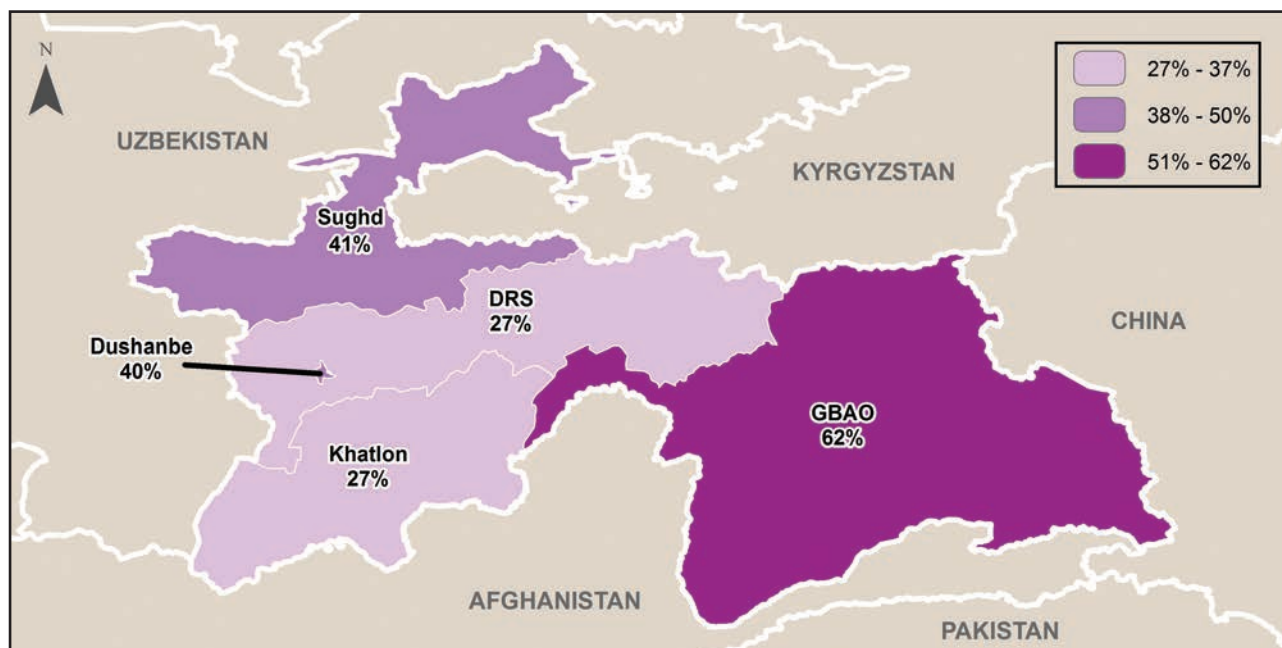 N
27% - 37%
38% - 50%
51% - 62%
UZBEKISTAN
KYRGYZSTAN
Sughd
41%
DRS
27%
CHINA
Dushanbe
40%
GBAO
62%
Khatlon
27%
AFGHANISTAN
PAKISTAN